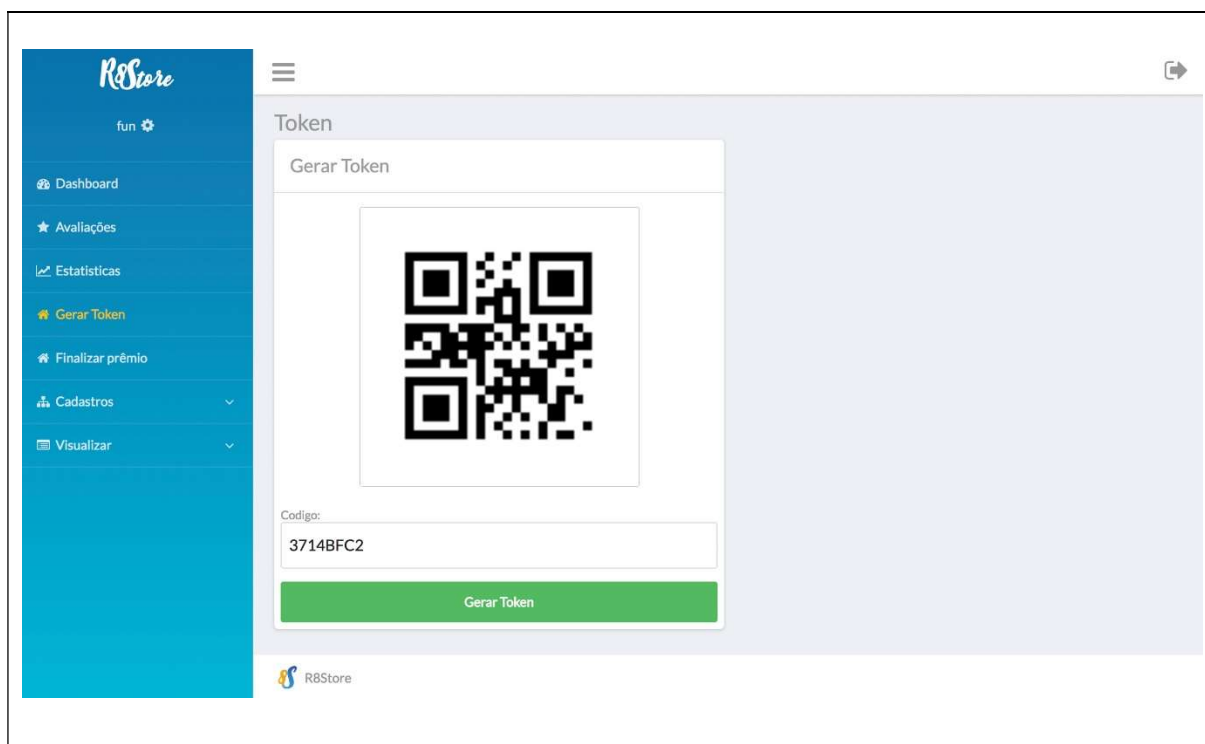 R8Store
fun
Dashboard
Avaliações
Estatisticas
Gerar Token
Finalizar prêmio
Cadastros
Visualizar
Token
Gerar Token
Codigo:
3714BFC2
Gerar Token
R8Store